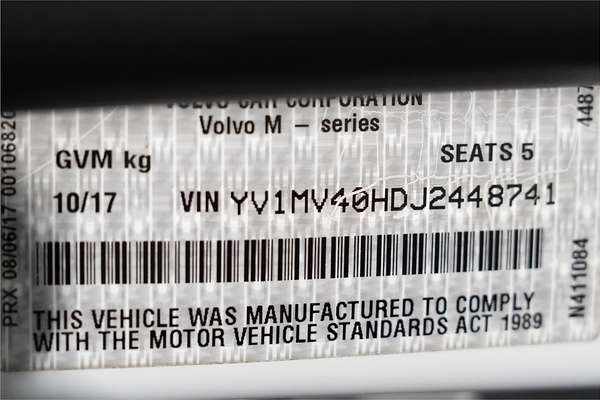 VOLVO CAR CORPORATION
Volvo M – series
GVM kg
SEATS 5
10/17
VIN YV1MV40HDJ2448741
THIS VEHICLE WAS MANUFACTURED TO COMPLY
WITH THE MOTOR VEHICLE STANDARDS ACT 1989
PRX 08/06/17 00106820
4487
N411084